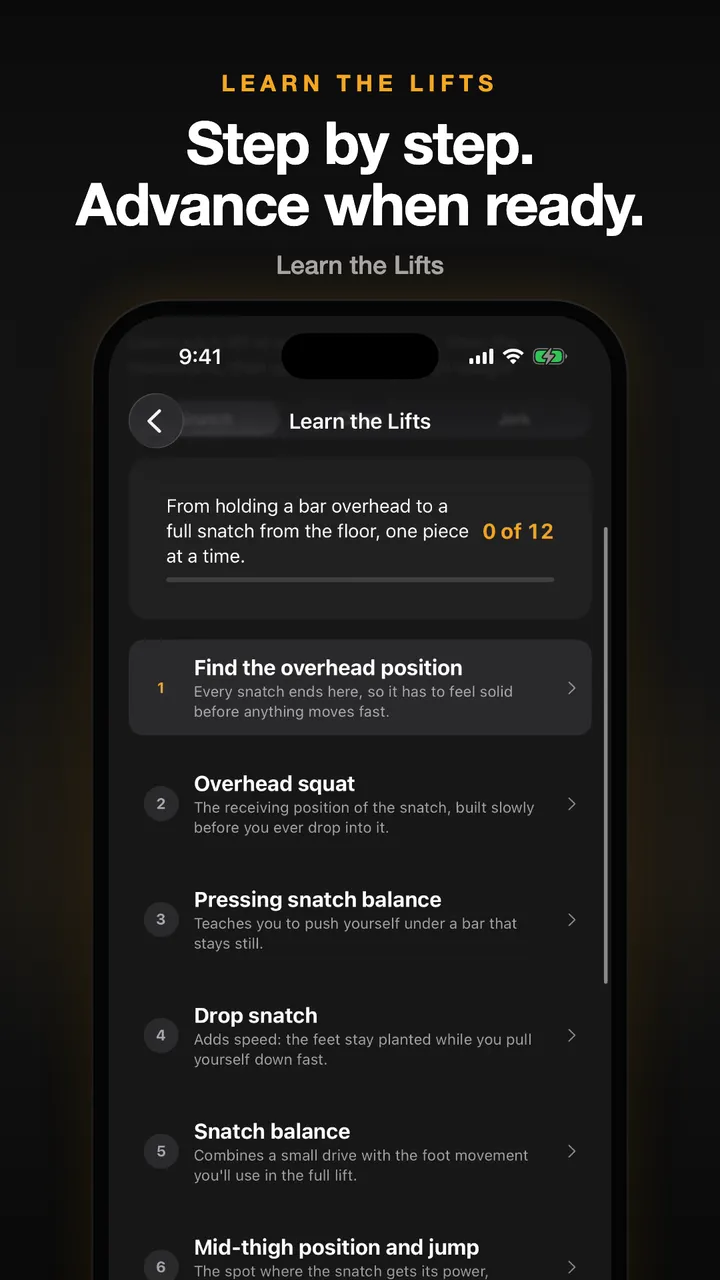 LEARN THE LIFTS
Step by step.
Advance when ready.
Learn the Lifts
9:41
Learn the Lifts
From holding a bar overhead to a
full snatch from the floor, one piece
at a time.
0 of 12
1
Find the overhead position
Every snatch ends here, so it has to feel solid
before anything moves fast.
2
Overhead squat
The receiving position of the snatch, built slowly
before you ever drop into it.
3
Pressing snatch balance
Teaches you to push yourself under a bar that
stays still.
4
Drop snatch
Adds speed: the feet stay planted while you pull
yourself down fast.
5
Snatch balance
Combines a small drive with the foot movement
you'll use in the full lift.
6
Mid-thigh position and jump
The spot where the snatch gets its power,